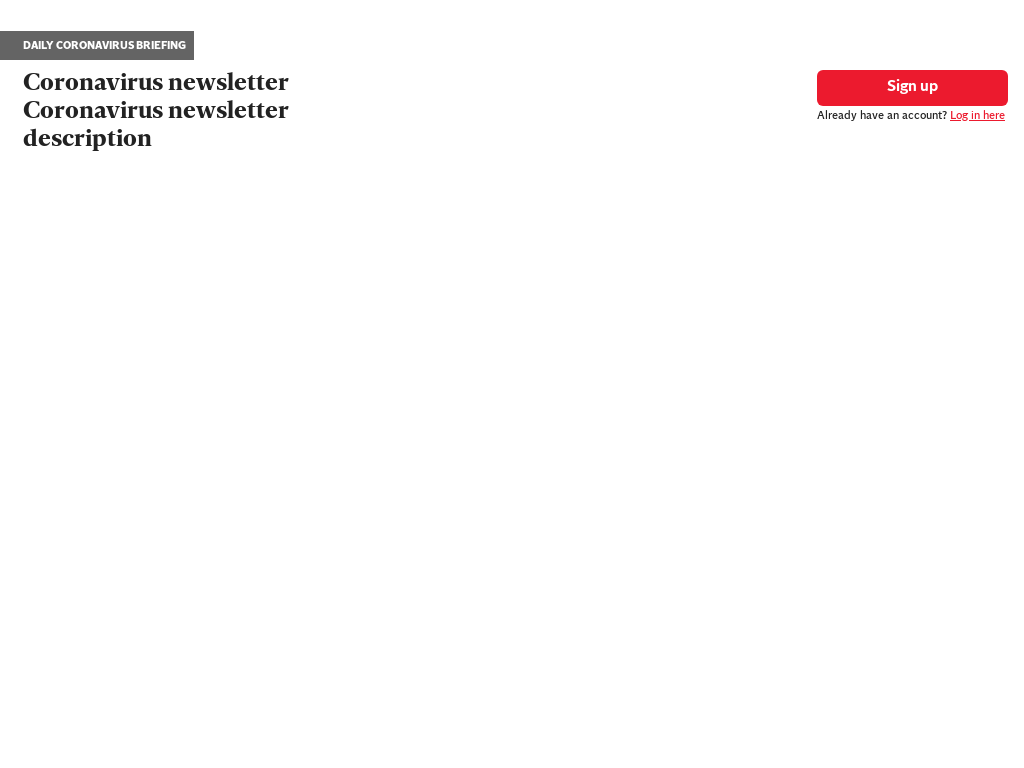 DAILY CORONAVIRUS BRIEFING
Coronavirus newsletter
Coronavirus newsletter
description
Sign up
Already have an account? Log in here